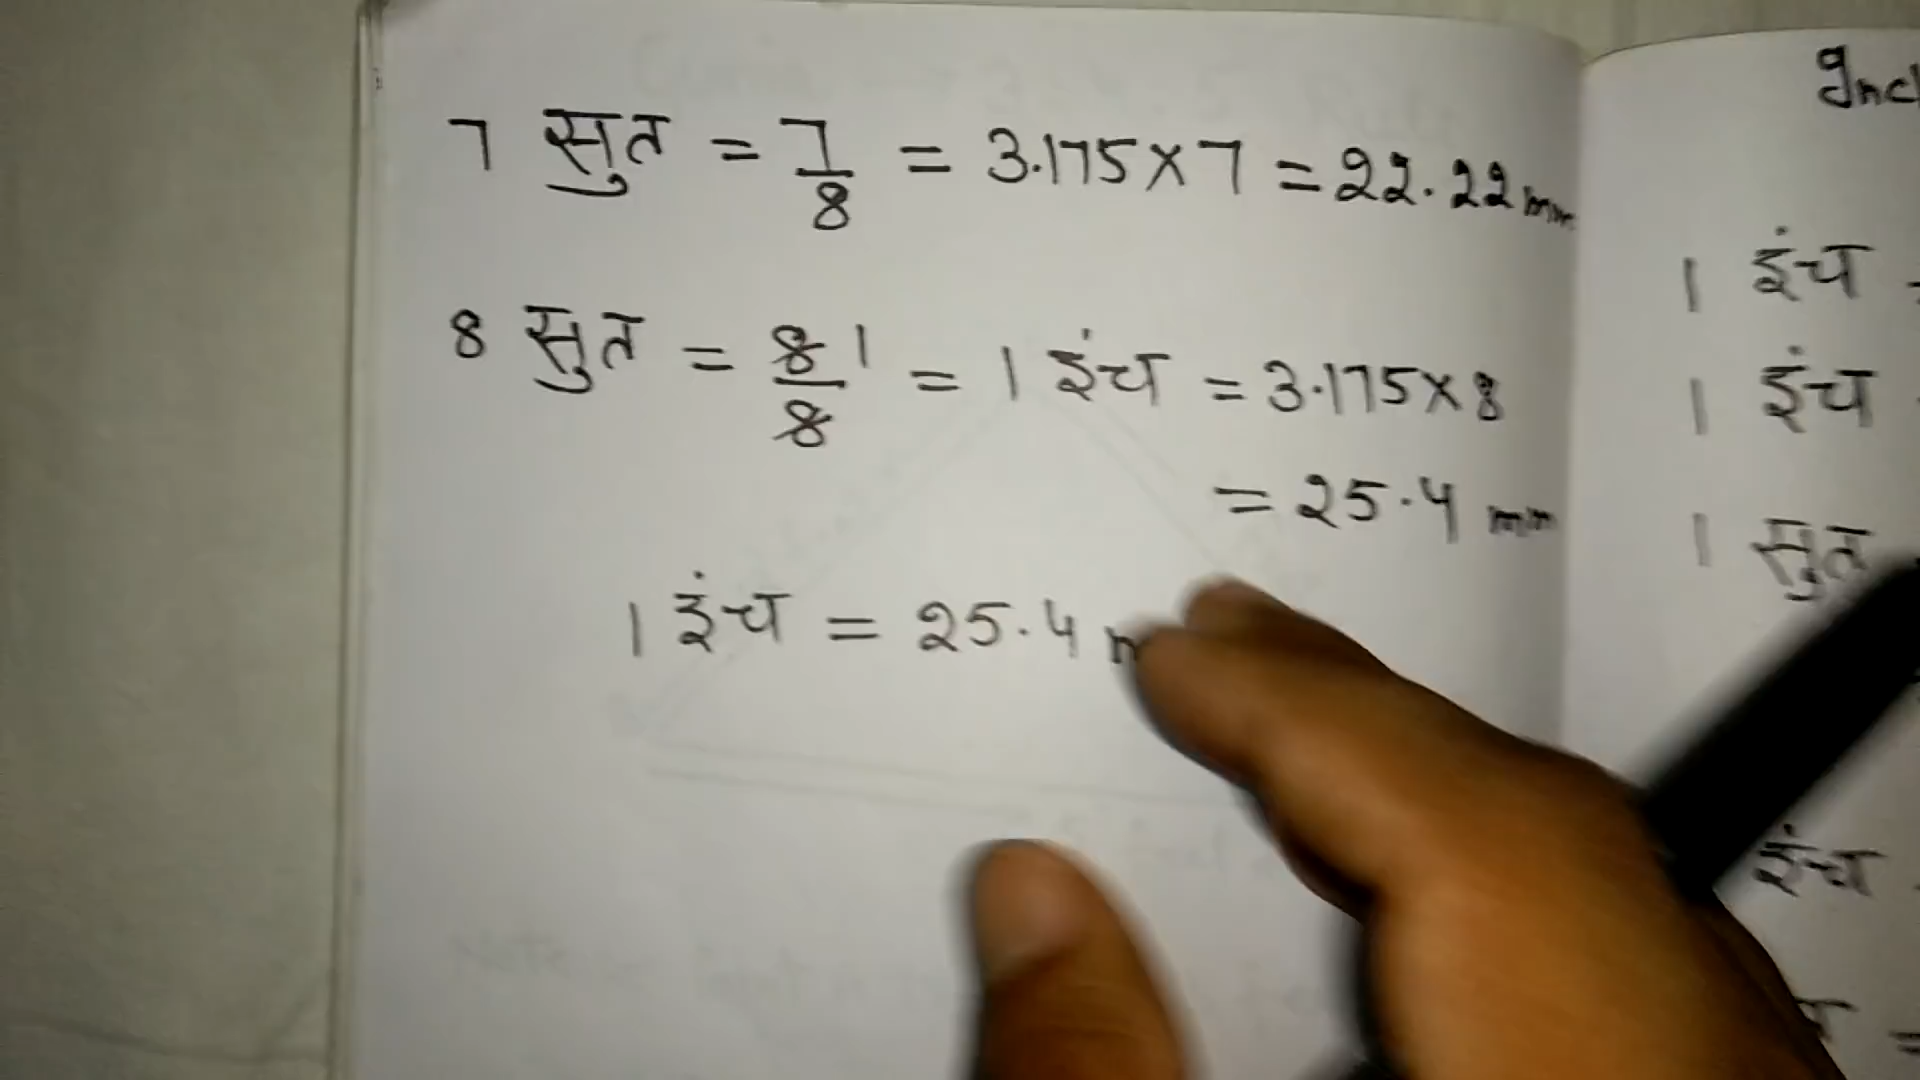 7 सुत = 7/8 = 3.175×7 = 22.22 mm
8 सुत = 8/8 1 = 1 इंच = 3.175×8
= 25.4 mm
1 इंच = 25.4
1 इंच
1 इंच
1 सुत
इंच